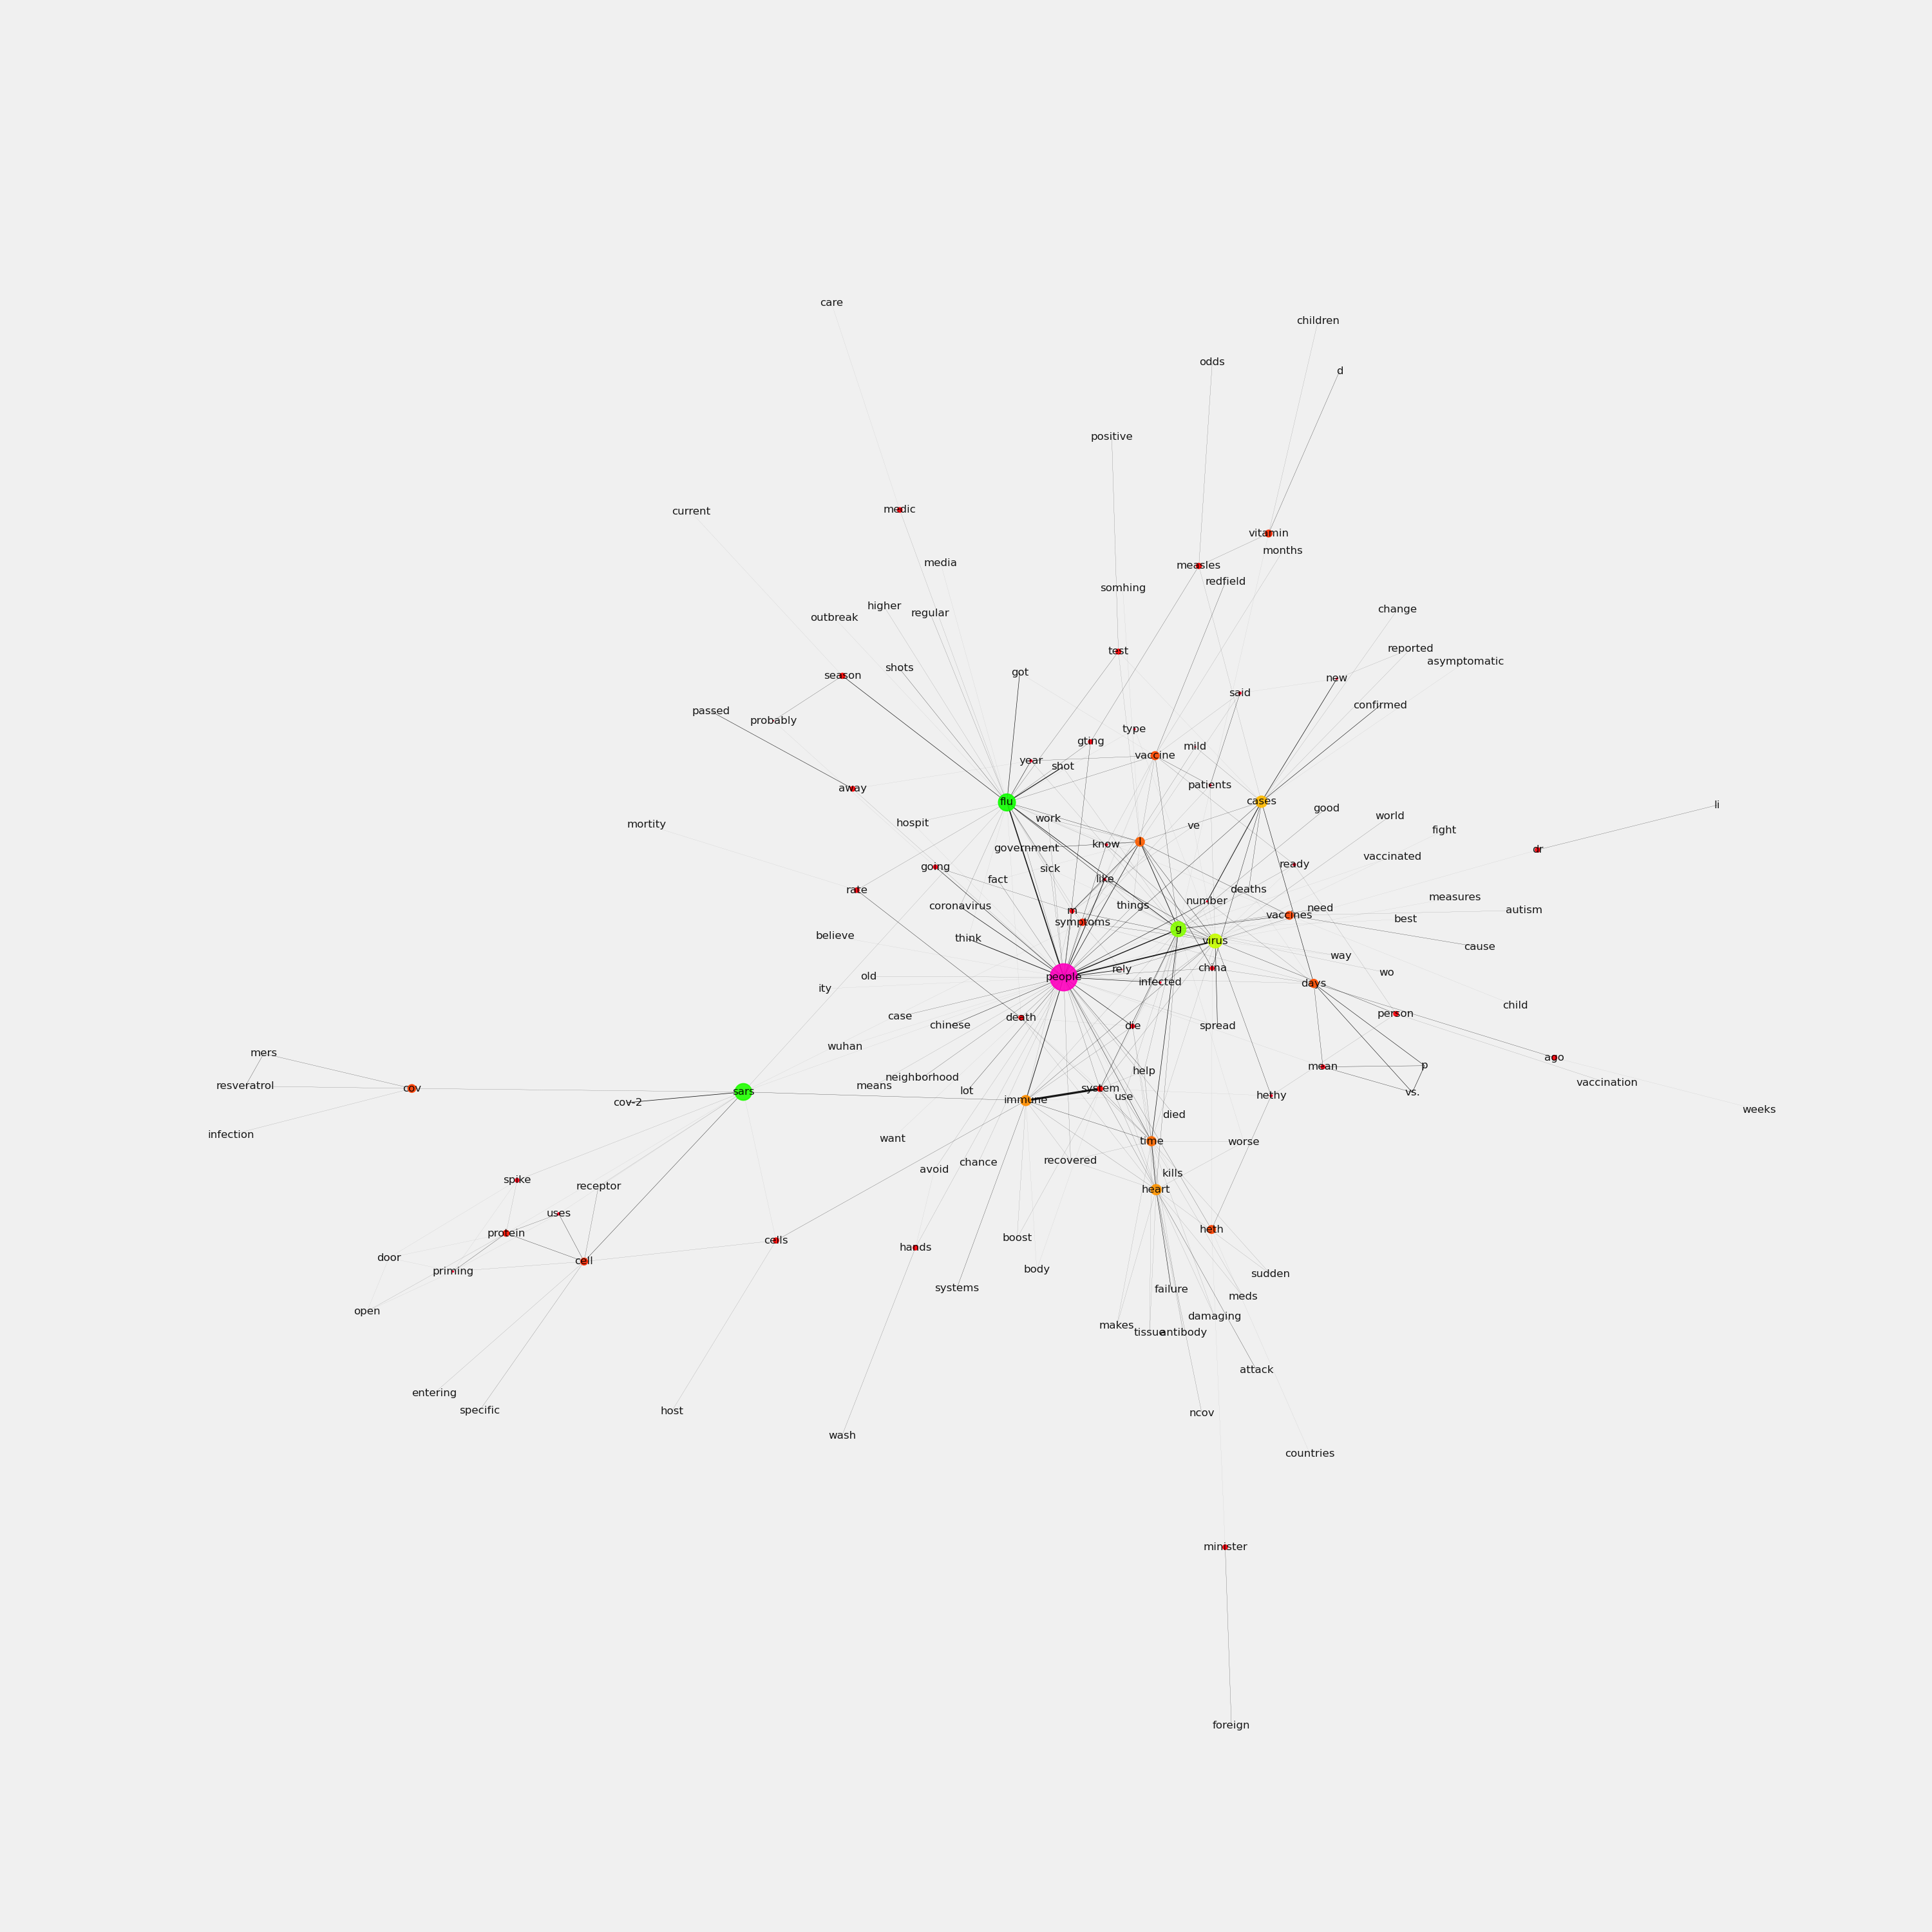 care
children
odds
d
positive
medic
current
vitamin
months
media
measles
redfield
somhing
higher
change
regular
outbreak
reported
test
asymptomatic
shots
got
season
new
said
confirmed
passed
probably
type
gting
mild
vaccine
year
shot
patients
away
flu
cases
li
good
world
work
hospit
mortity
ve
fight
l
know
government
dr
vaccinated
ready
going
sick
fact
like
rate
deaths
measures
number
need
things
coronavirus
m
autism
vaccines
best
symptoms
g
believe
think
virus
cause
way
rely
china
wo
old
people
infected
days
ity
child
person
case
death
chinese
die
spread
wuhan
mers
ago
mean
p
help
neighborhood
vaccination
resveratrol
means
cov
system
lot
sars
vs.
use
hethy
immune
cov-2
weeks
died
infection
want
time
worse
recovered
chance
avoid
kills
spike
receptor
heart
uses
heth
protein
boost
cells
hands
door
cell
body
priming
sudden
systems
failure
meds
open
damaging
makes
tissue
antibody
attack
entering
specific
host
ncov
wash
countries
minister
foreign